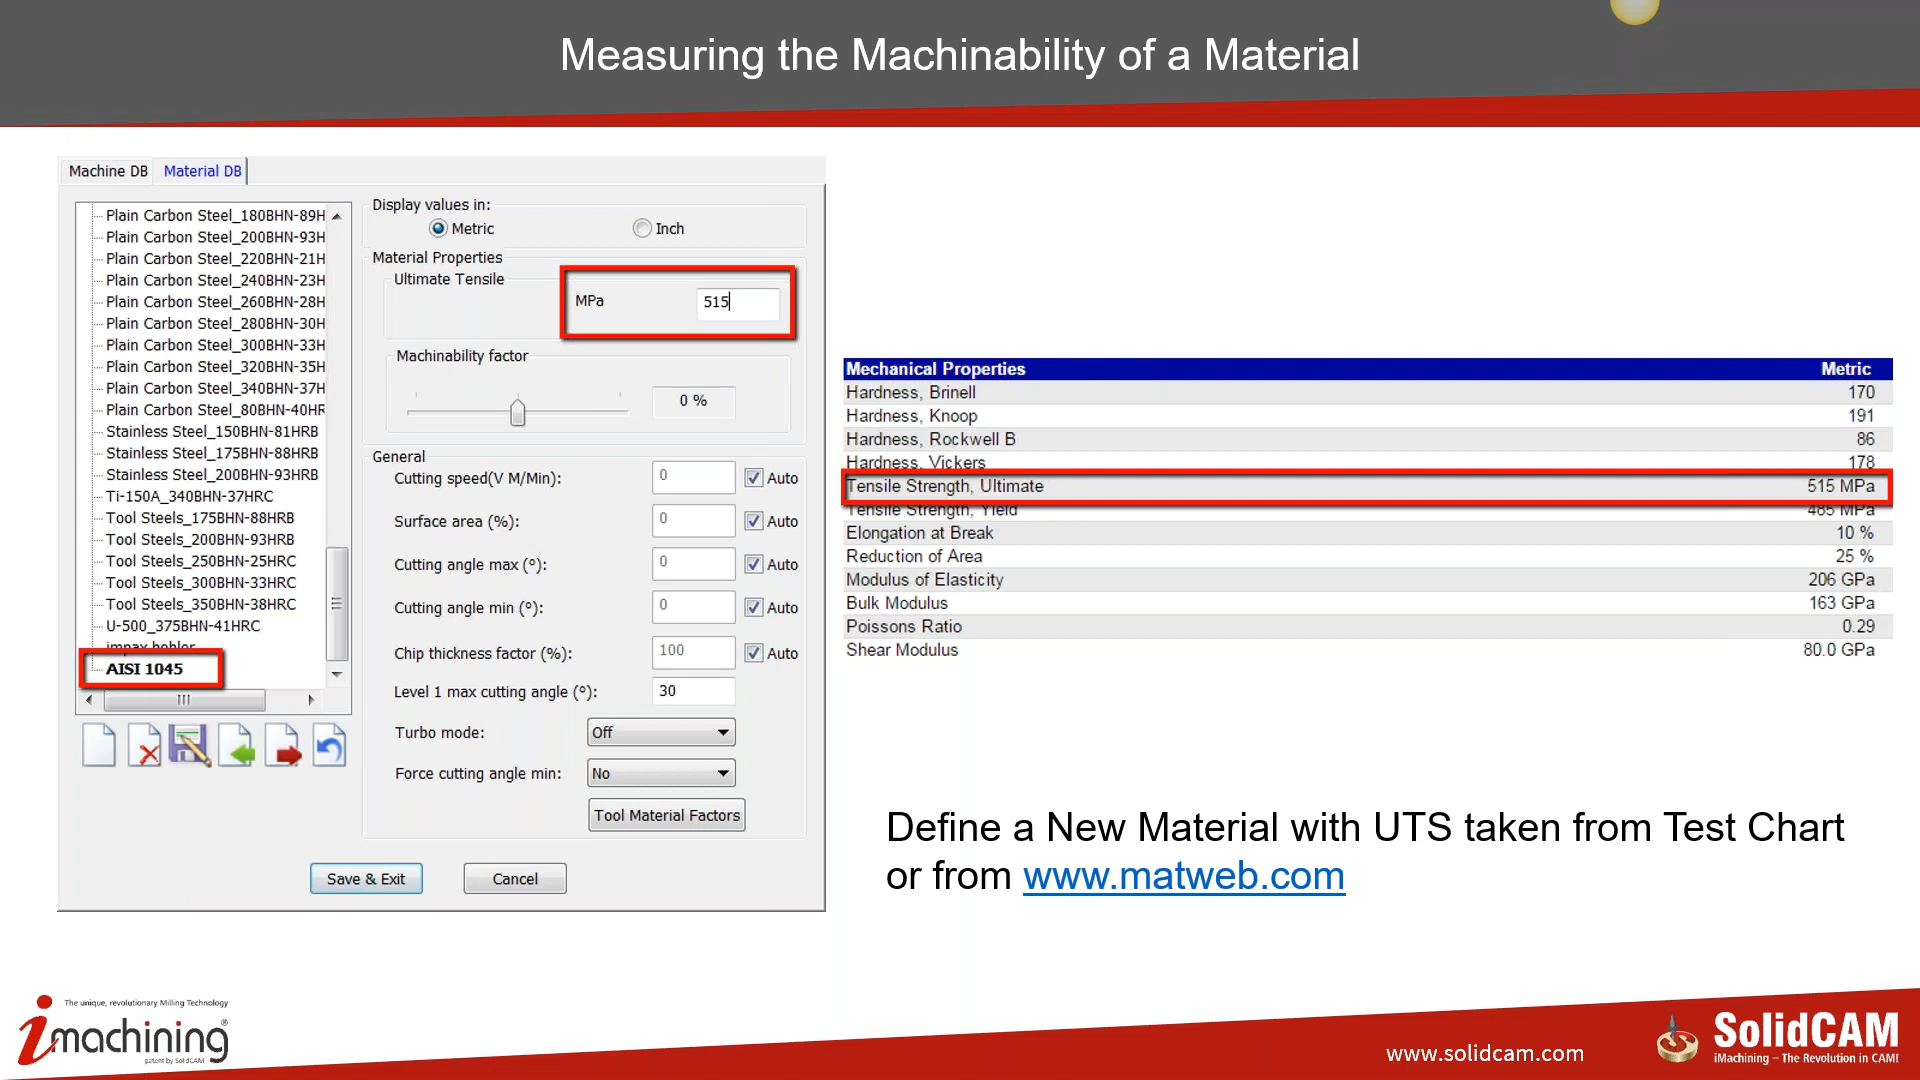 Measuring the Machinability of a Material
Machine DB
Material DB
Plain Carbon Steel_180BHN-89H
Plain Carbon Steel_200BHN-93H
Plain Carbon Steel_220BHN-21H
Plain Carbon Steel_240BHN-23H
Plain Carbon Steel_260BHN-28H
Plain Carbon Steel_280BHN-30H
Plain Carbon Steel_300BHN-33H
Plain Carbon Steel_320BHN-35H
Plain Carbon Steel_340BHN-37H
Plain Carbon Steel_80BHN-40HR
Stainless Steel_150BHN-81HRB
Stainless Steel_175BHN-88HRB
Stainless Steel_200BHN-93HRB
Ti-150A_340BHN-37HRC
Tool Steels_175BHN-88HRB
Tool Steels_200BHN-93HRB
Tool Steels_250BHN-25HRC
Tool Steels_300BHN-33HRC
Tool Steels_350BHN-38HRC
U-500_375BHN-41HRC
impax bohler
AISI 1045
Display values in:
Metric
Inch
Material Properties
Ultimate Tensile
MPa 515
Machinability factor
0 %
General
Cutting speed(V M/Min): 0 Auto
Surface area (%): 0 Auto
Cutting angle max (º): 0 Auto
Cutting angle min (º): 0 Auto
Chip thickness factor (%): 100 Auto
Level 1 max cutting angle (º): 30
Turbo mode: Off
Force cutting angle min: No
Tool Material Factors
Save & Exit
Cancel
Mechanical Properties Metric
Hardness, Brinell 170
Hardness, Knoop 191
Hardness, Rockwell B 86
Hardness, Vickers 178
Tensile Strength, Ultimate 515 MPa
Tensile Strength, Yield 485 MPa
Elongation at Break 10 %
Reduction of Area 25 %
Modulus of Elasticity 206 GPa
Bulk Modulus 163 GPa
Poissons Ratio 0.29
Shear Modulus 80.0 GPa
Define a New Material with UTS taken from Test Chart
or from www.matweb.com
The unique, revolutionary Milling Technology
imachining®
patent by SolidCAM
www.solidcam.com
SolidCAM
iMachining – The Revolution in CAM!